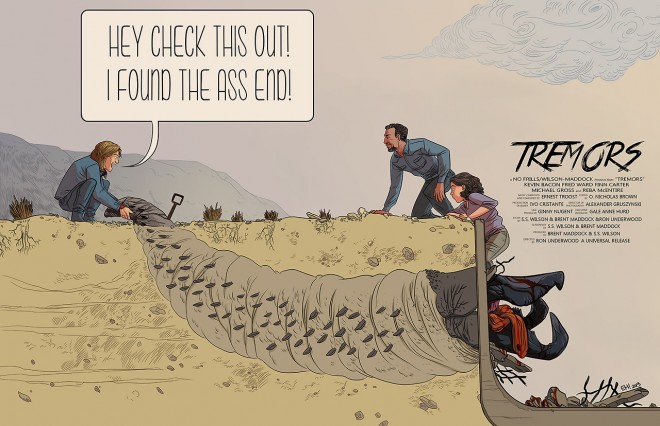 HEY CHECK THIS OUT!
I FOUND THE ASS END!
TREMORS
A NO FRILLS/WILSON-MADDOCK PRODUCTION "TREMORS"
KEVIN BACON FRED WARD FINN CARTER
MICHAEL GROSS AND REBA McENTIRE
ERNEST TROOST O. NICHOLAS BROWN
IVO CRISTANTE ALEXANDER GRUSZYNSKI
GINNY NUGENT GALE ANNE HURD
S.S. WILSON & BRENT MADDOCK & RON UNDERWOOD
S.S. WILSON & BRENT MADDOCK
BRENT MADDOCK & S.S. WILSON
RON UNDERWOOD A UNIVERSAL RELEASE